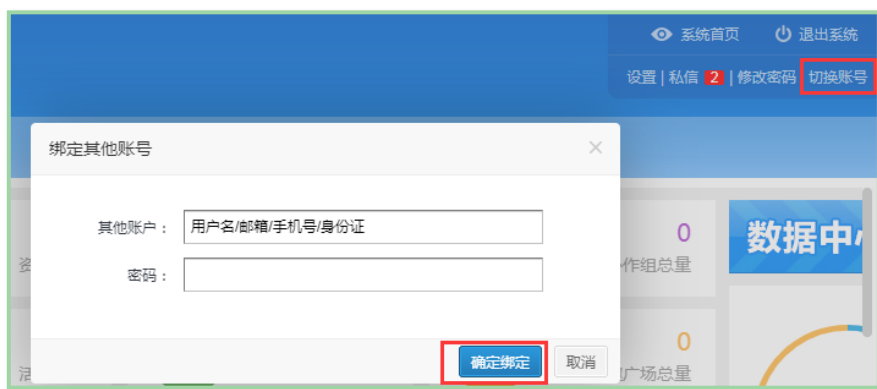 系统首页 退出系统
设置 | 私信 2 | 修改密码 切换账号
绑定其他账号 ×
其他账户： 用户名/邮箱/手机号/身份证
密码：
确定绑定 取消
0
作组总量
数据中
0
广场总量
资
活